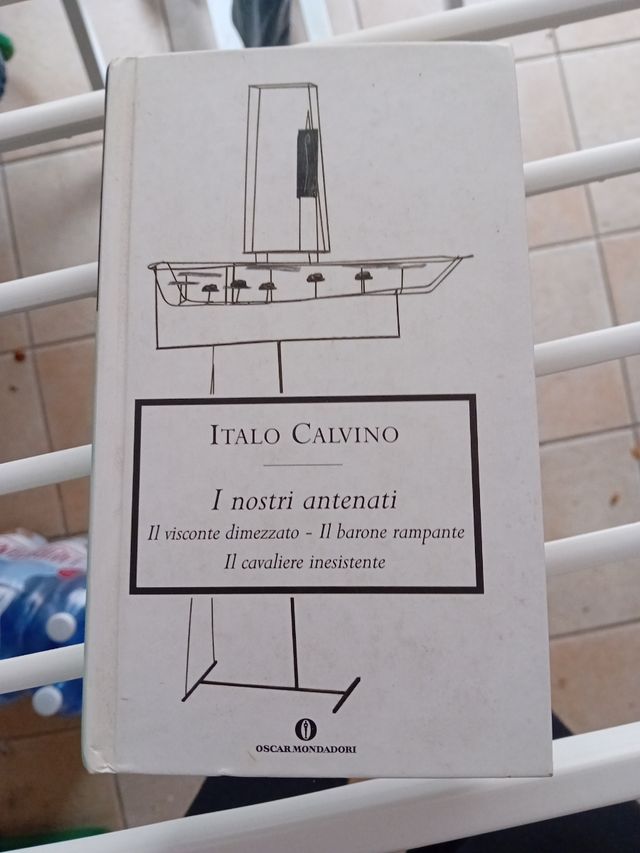 ITALO CALVINO
I nostri antenati
Il visconte dimezzato - Il barone rampante
Il cavaliere inesistente
OSCAR MONDADORI